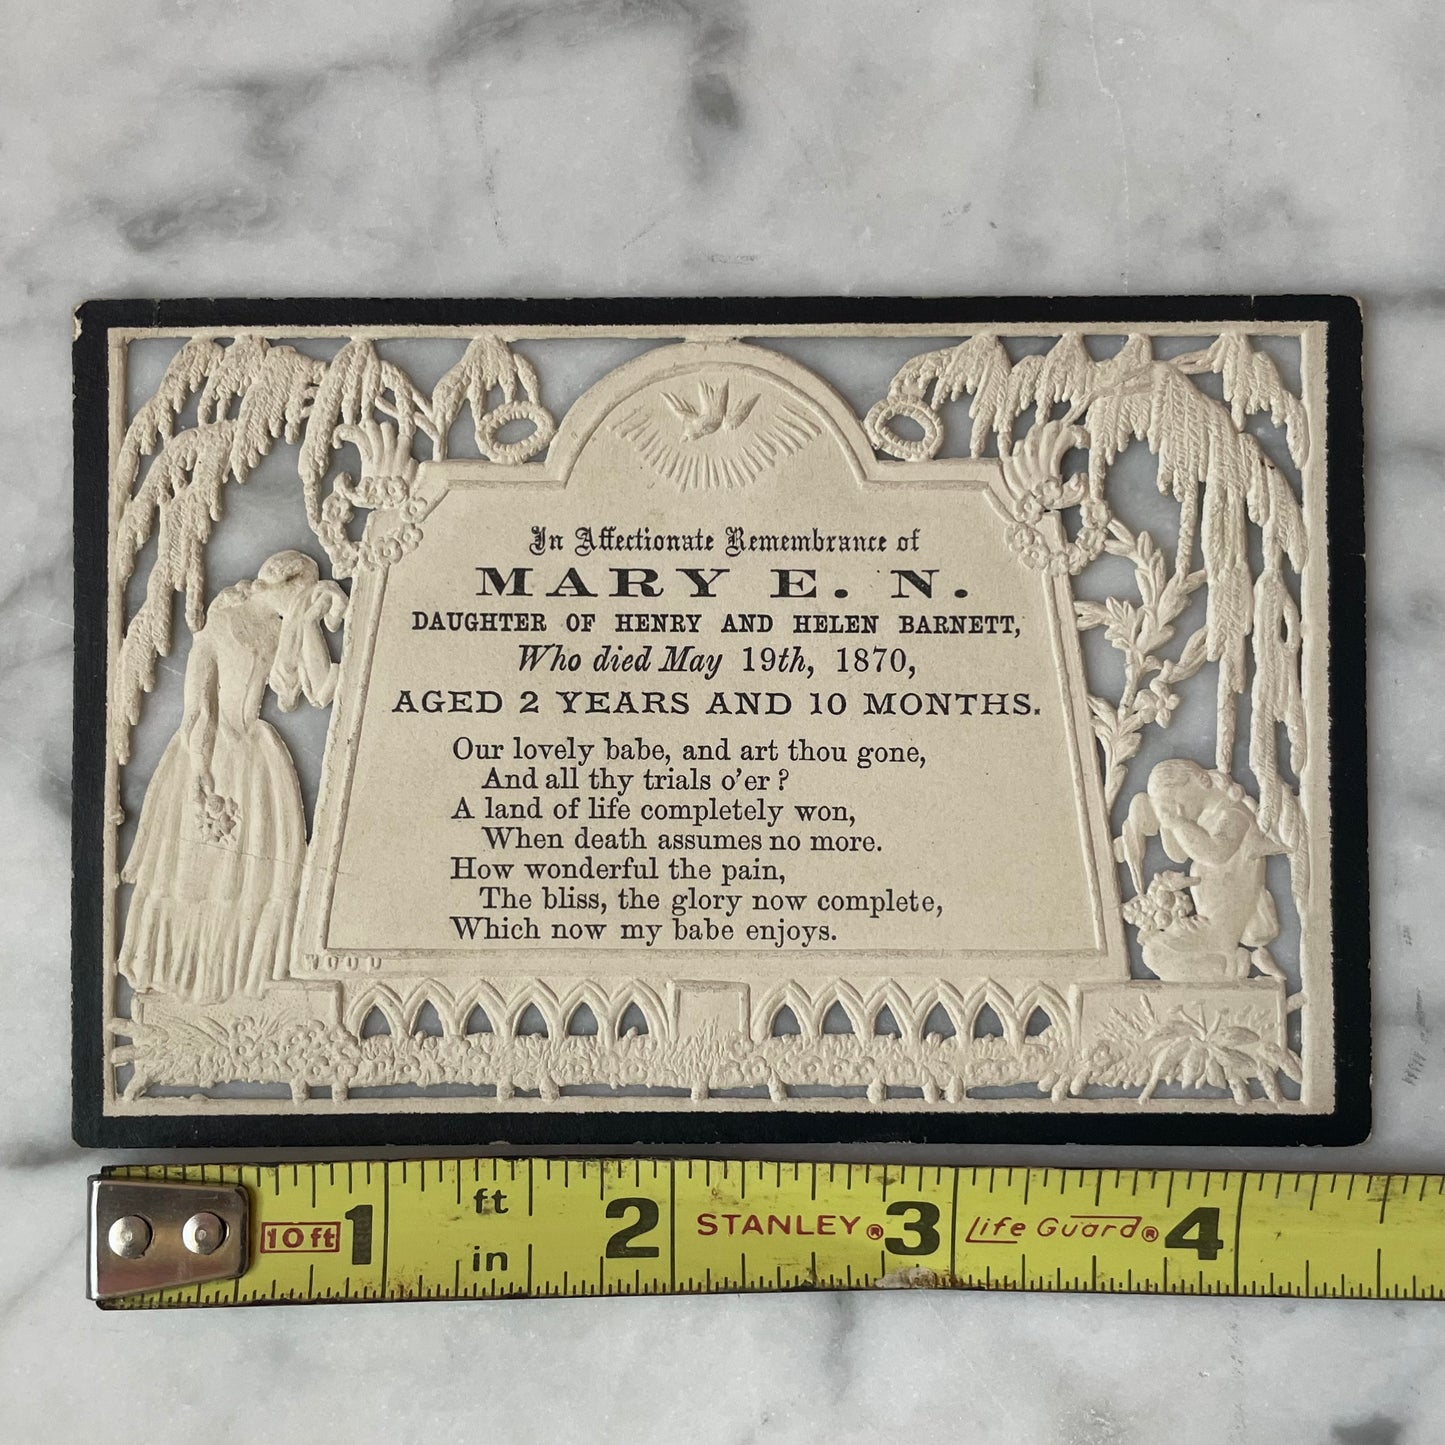 In Affectionate Remembrance of
MARY E. N.
DAUGHTER OF HENRY AND HELEN BARNETT,
Who died May 19th, 1870,
AGED 2 YEARS AND 10 MONTHS.
Our lovely babe, and art thou gone,
And all thy trials o'er?
A land of life completely won,
When death assumes no more.
How wonderful the pain,
The bliss, the glory now complete,
Which now my babe enjoys.
WOOD
10ft 1 ft 2 STANLEY® 3 Life Guard® 4
in